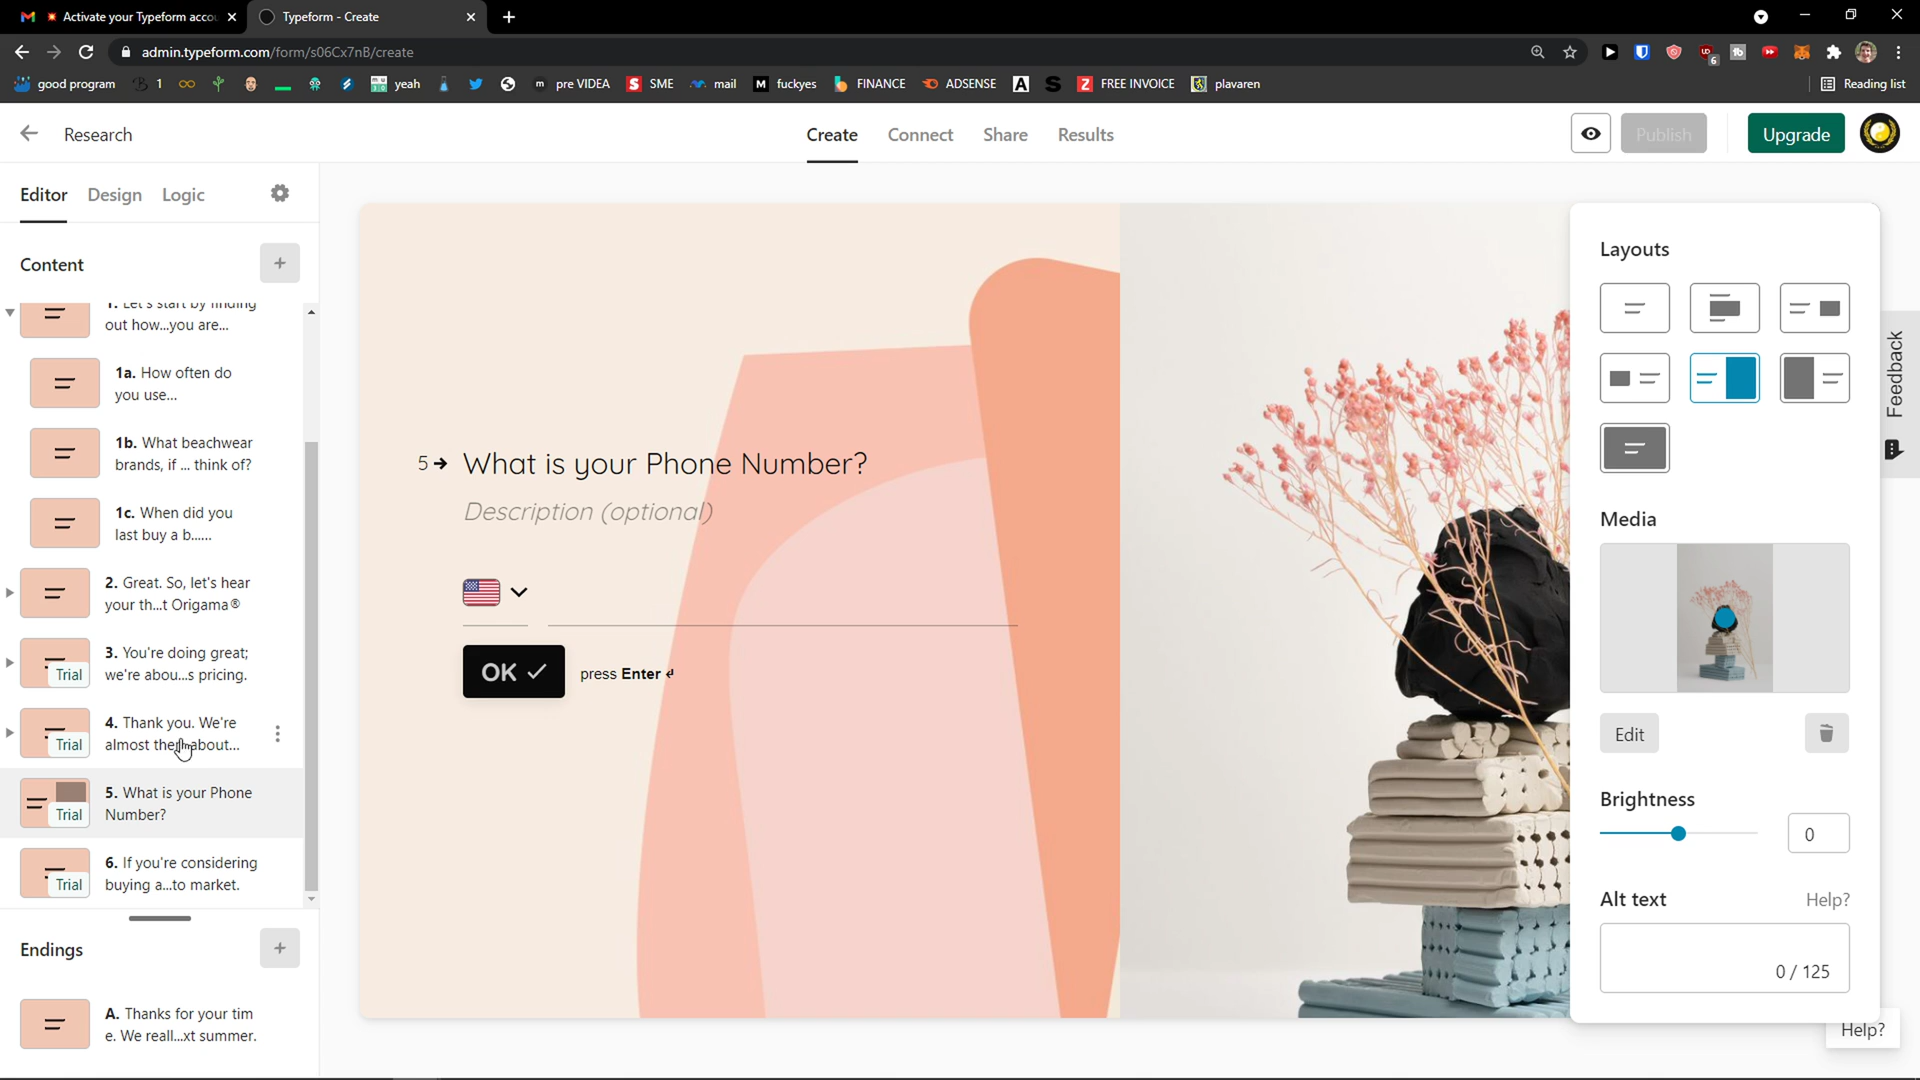 Activate your Typeform accou
Typeform - Create
admin.typeform.com/form/s06Cx7nB/create
6
good program
1
yeah
pre VIDEA
SME
mail
fuckyes
FINANCE
ADSENSE
FREE INVOICE
plavaren
Reading list
Research
Create
Connect
Share
Results
Publish
Upgrade
Editor
Design
Logic
Content
1. Let's start by finding
out how...you are...
1a. How often do
you use...
1b. What beachwear
brands, if ... think of?
1c. When did you
last buy a b......
2. Great. So, let's hear
your th...t Origama®
3. You're doing great;
we're abou...s pricing.
Trial
4. Thank you. We're
almost the about...
Trial
5. What is your Phone
Number?
Trial
6. If you're considering
buying a...to market.
Trial
Endings
A. Thanks for your tim
e. We reall...xt summer.
5 What is your Phone Number?
Description (optional)
OK
press Enter
Layouts
Media
Edit
Brightness
0
Alt text
Help?
0 / 125
Feedback
Help?